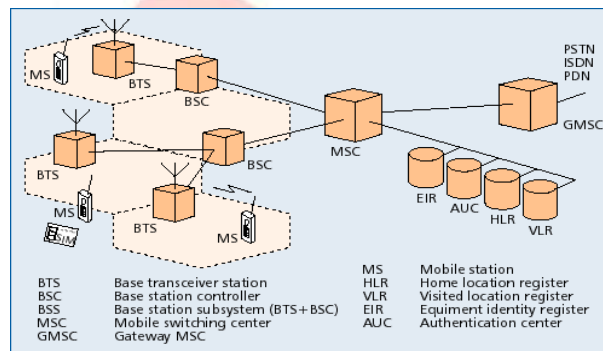 PSTN
ISDN
PDN
MS
BTS
BSC
GMSC
MSC
BTS
BSC
EIR
AUC
HLR
VLR
MS
SIM
BTS
MS
BTS Base transceiver station
BSC Base station controller
BSS Base station subsystem (BTS+BSC)
MSC Mobile switching center
GMSC Gateway MSC
MS Mobile station
HLR Home location register
VLR Visited location register
EIR Equiment identity register
AUC Authentication center